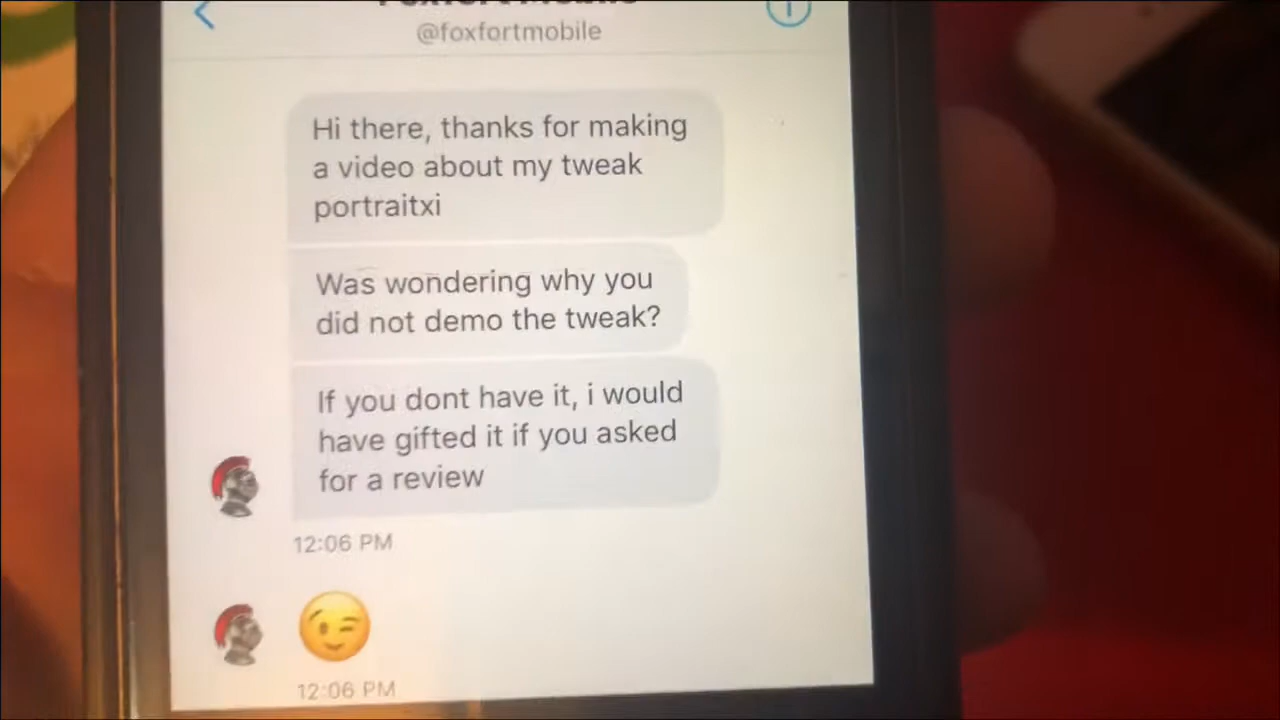 @foxfortmobile
Hi there, thanks for making
a video about my tweak
portraitxi
Was wondering why you
did not demo the tweak?
If you dont have it, i would
have gifted it if you asked
for a review
12:06 PM
😉
12:06 PM